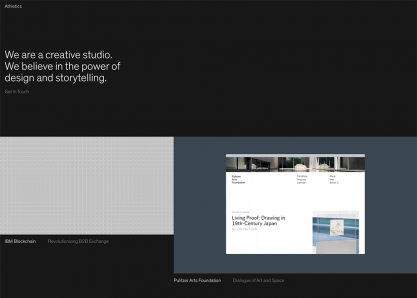 Athletics
We are a creative studio.
We believe in the power of
design and storytelling.
Get in Touch
Pulitzer
Arts
Foundation
Living Proof: Drawing in
19th-Century Japan
IBM Blockchain
Revolutionizing B2B Exchange
Pulitzer Arts Foundation
Dialogue of Art and Space